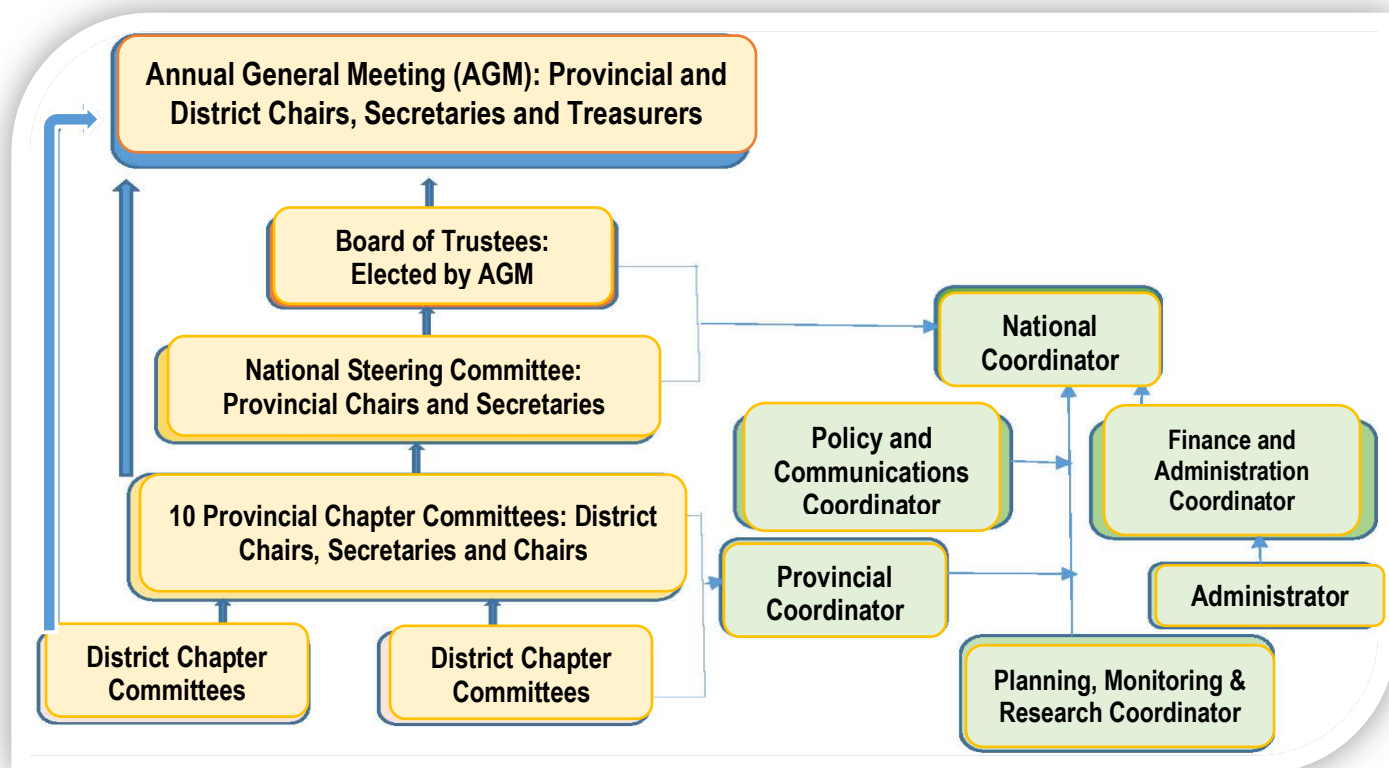 Annual General Meeting (AGM): Provincial and
District Chairs, Secretaries and Treasurers
Board of Trustees:
Elected by AGM
National
Coordinator
National Steering Committee:
Provincial Chairs and Secretaries
Policy and
Communications
Coordinator
Finance and
Administration
Coordinator
10 Provincial Chapter Committees: District
Chairs, Secretaries and Chairs
Provincial
Coordinator
Administrator
District Chapter
Committees
District Chapter
Committees
Planning, Monitoring &
Research Coordinator